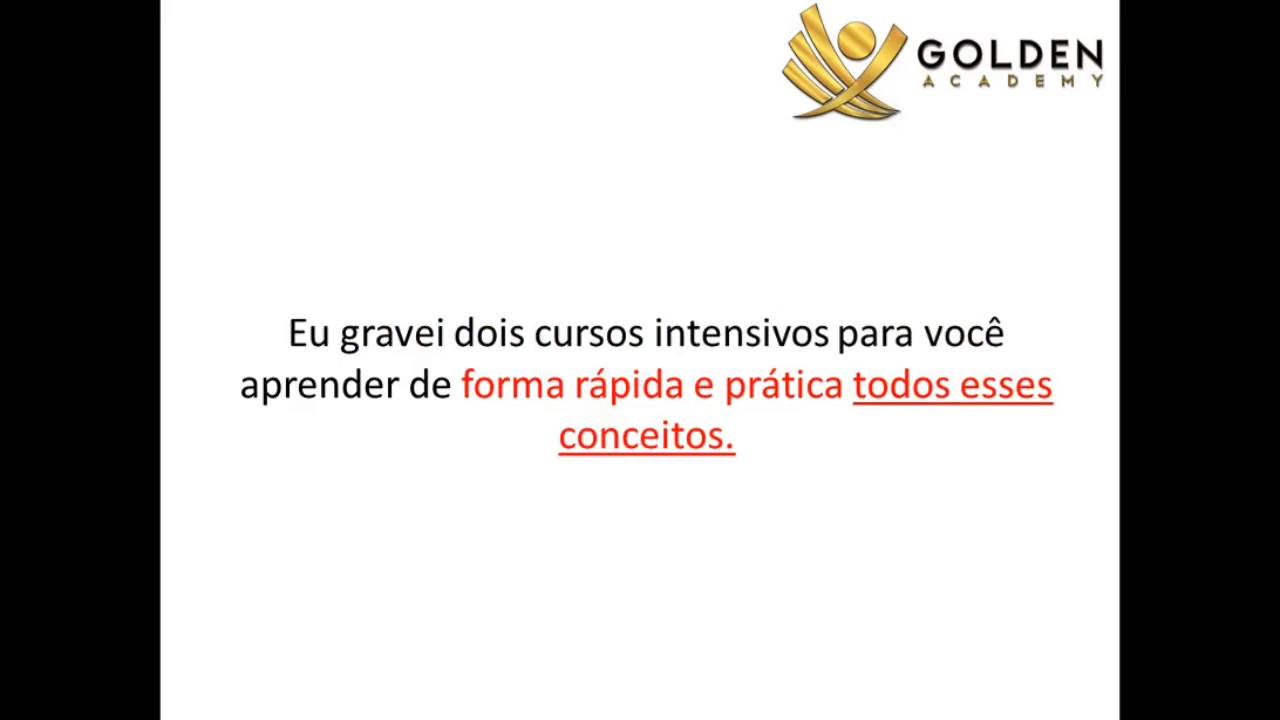 GOLDEN
ACADEMY
Eu gravei dois cursos intensivos para você
aprender de forma rápida e prática todos esses
conceitos.